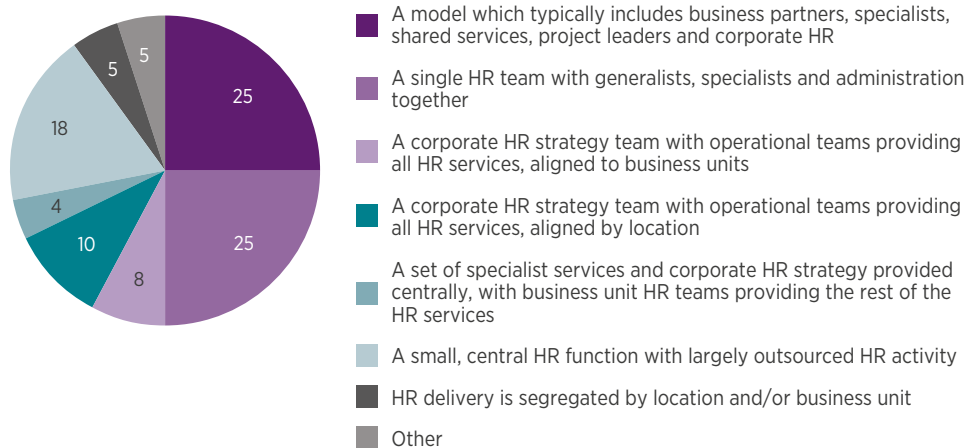 5
5
25
18
4
10
8
25
A model which typically includes business partners, specialists,
shared services, project leaders and corporate HR
A single HR team with generalists, specialists and administration
together
A corporate HR strategy team with operational teams providing
all HR services, aligned to business units
A corporate HR strategy team with operational teams providing
all HR services, aligned by location
A set of specialist services and corporate HR strategy provided
centrally, with business unit HR teams providing the rest of the
HR services
A small, central HR function with largely outsourced HR activity
HR delivery is segregated by location and/or business unit
Other